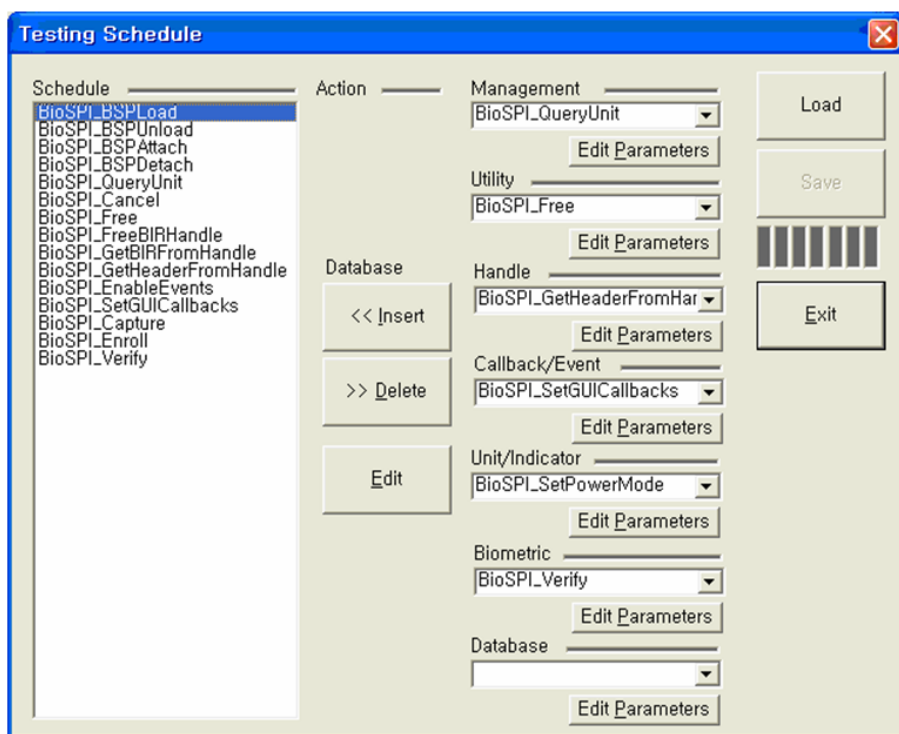 Testing Schedule
Schedule
BioSPI_BSPLoad
BioSPI_BSPUnload
BioSPI_BSPAttach
BioSPI_BSPDetach
BioSPI_QueryUnit
BioSPI_Cancel
BioSPI_Free
BioSPI_FreeBIRHandle
BioSPI_GetBIRFromHandle
BioSPI_GetHeaderFromHandle
BioSPI_EnableEvents
BioSPI_SetGUICallbacks
BioSPI_Capture
BioSPI_Enroll
BioSPI_Verify
Action
Database
<< Insert
>> Delete
Edit
Management
BioSPI_QueryUnit
Edit Parameters
Utility
BioSPI_Free
Edit Parameters
Handle
BioSPI_GetHeaderFromHar
Edit Parameters
Callback/Event
BioSPI_SetGUICallbacks
Edit Parameters
Unit/Indicator
BioSPI_SetPowerMode
Edit Parameters
Biometric
BioSPI_Verify
Edit Parameters
Database
Edit Parameters
Load
Save
Exit